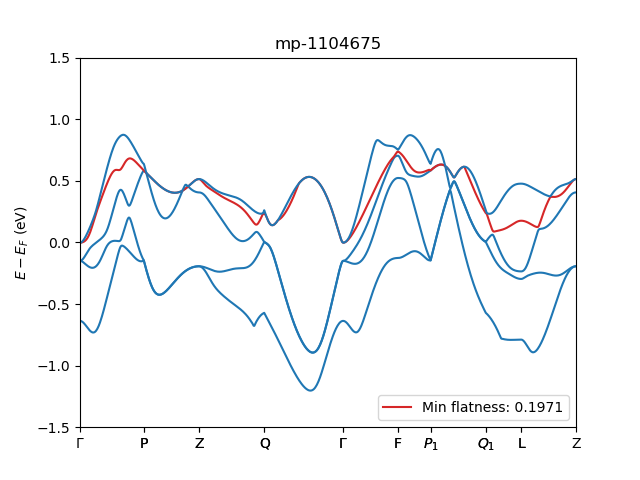 mp-1104675
1.5
1.0
0.5
0.0
−0.5
−1.0
−1.5
E − E_F (eV)
Min flatness: 0.1971
Γ P Z Q Γ F P₁ Q₁ L Z